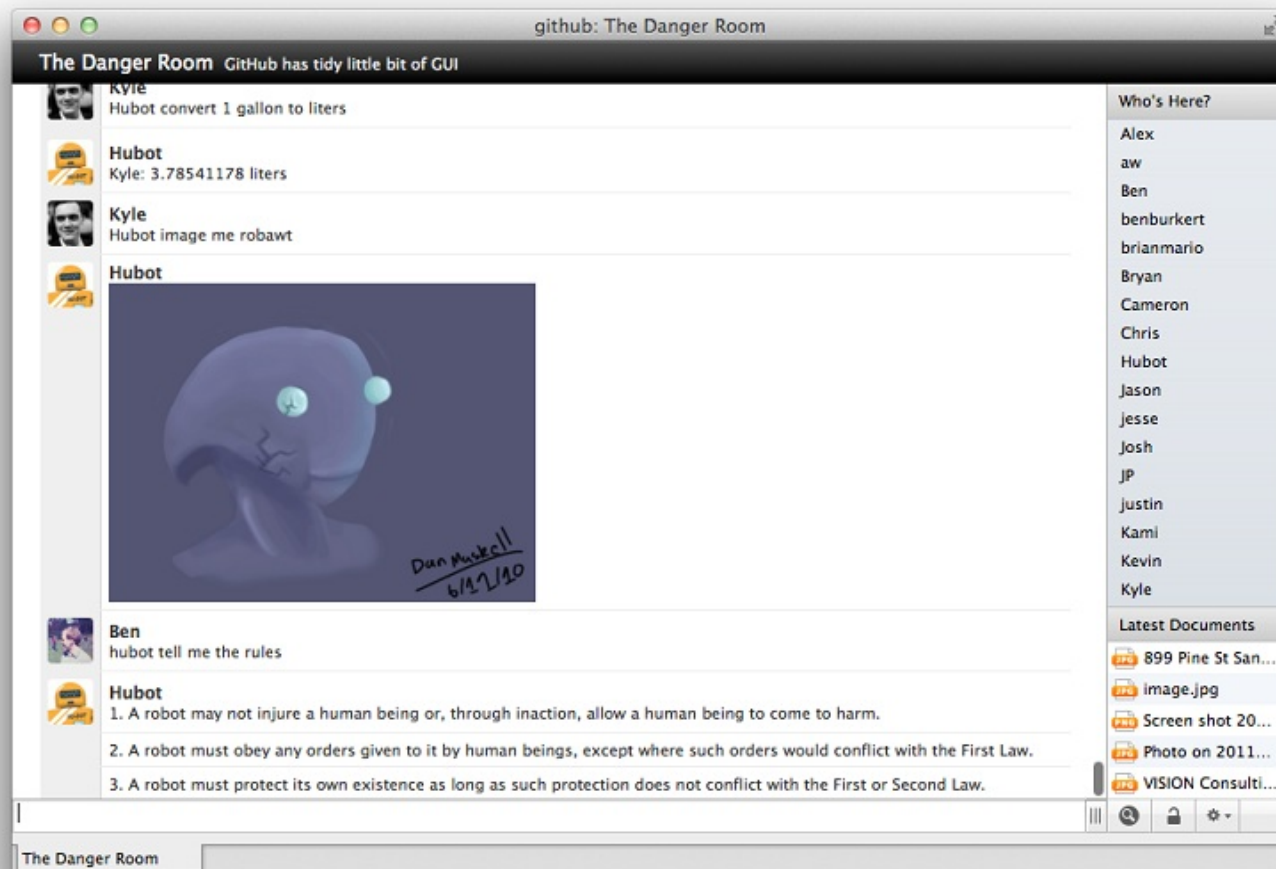 github: The Danger Room
The Danger Room GitHub has tidy little bit of GUI
Kyle
Hubot convert 1 gallon to liters
Hubot
Kyle: 3.78541178 liters
Kyle
Hubot image me robawt
Hubot
Dan Muskell
6/12/10
Ben
hubot tell me the rules
Hubot
1. A robot may not injure a human being or, through inaction, allow a human being to come to harm.
2. A robot must obey any orders given to it by human beings, except where such orders would conflict with the First Law.
3. A robot must protect its own existence as long as such protection does not conflict with the First or Second Law.
The Danger Room
Who's Here?
Alex
aw
Ben
benburkert
brianmario
Bryan
Cameron
Chris
Hubot
Jason
jesse
Josh
JP
justin
Kami
Kevin
Kyle
Latest Documents
JPG 899 Pine St San...
JPG image.jpg
PNG Screen shot 20...
JPG Photo on 2011...
JPG VISION Consulti...